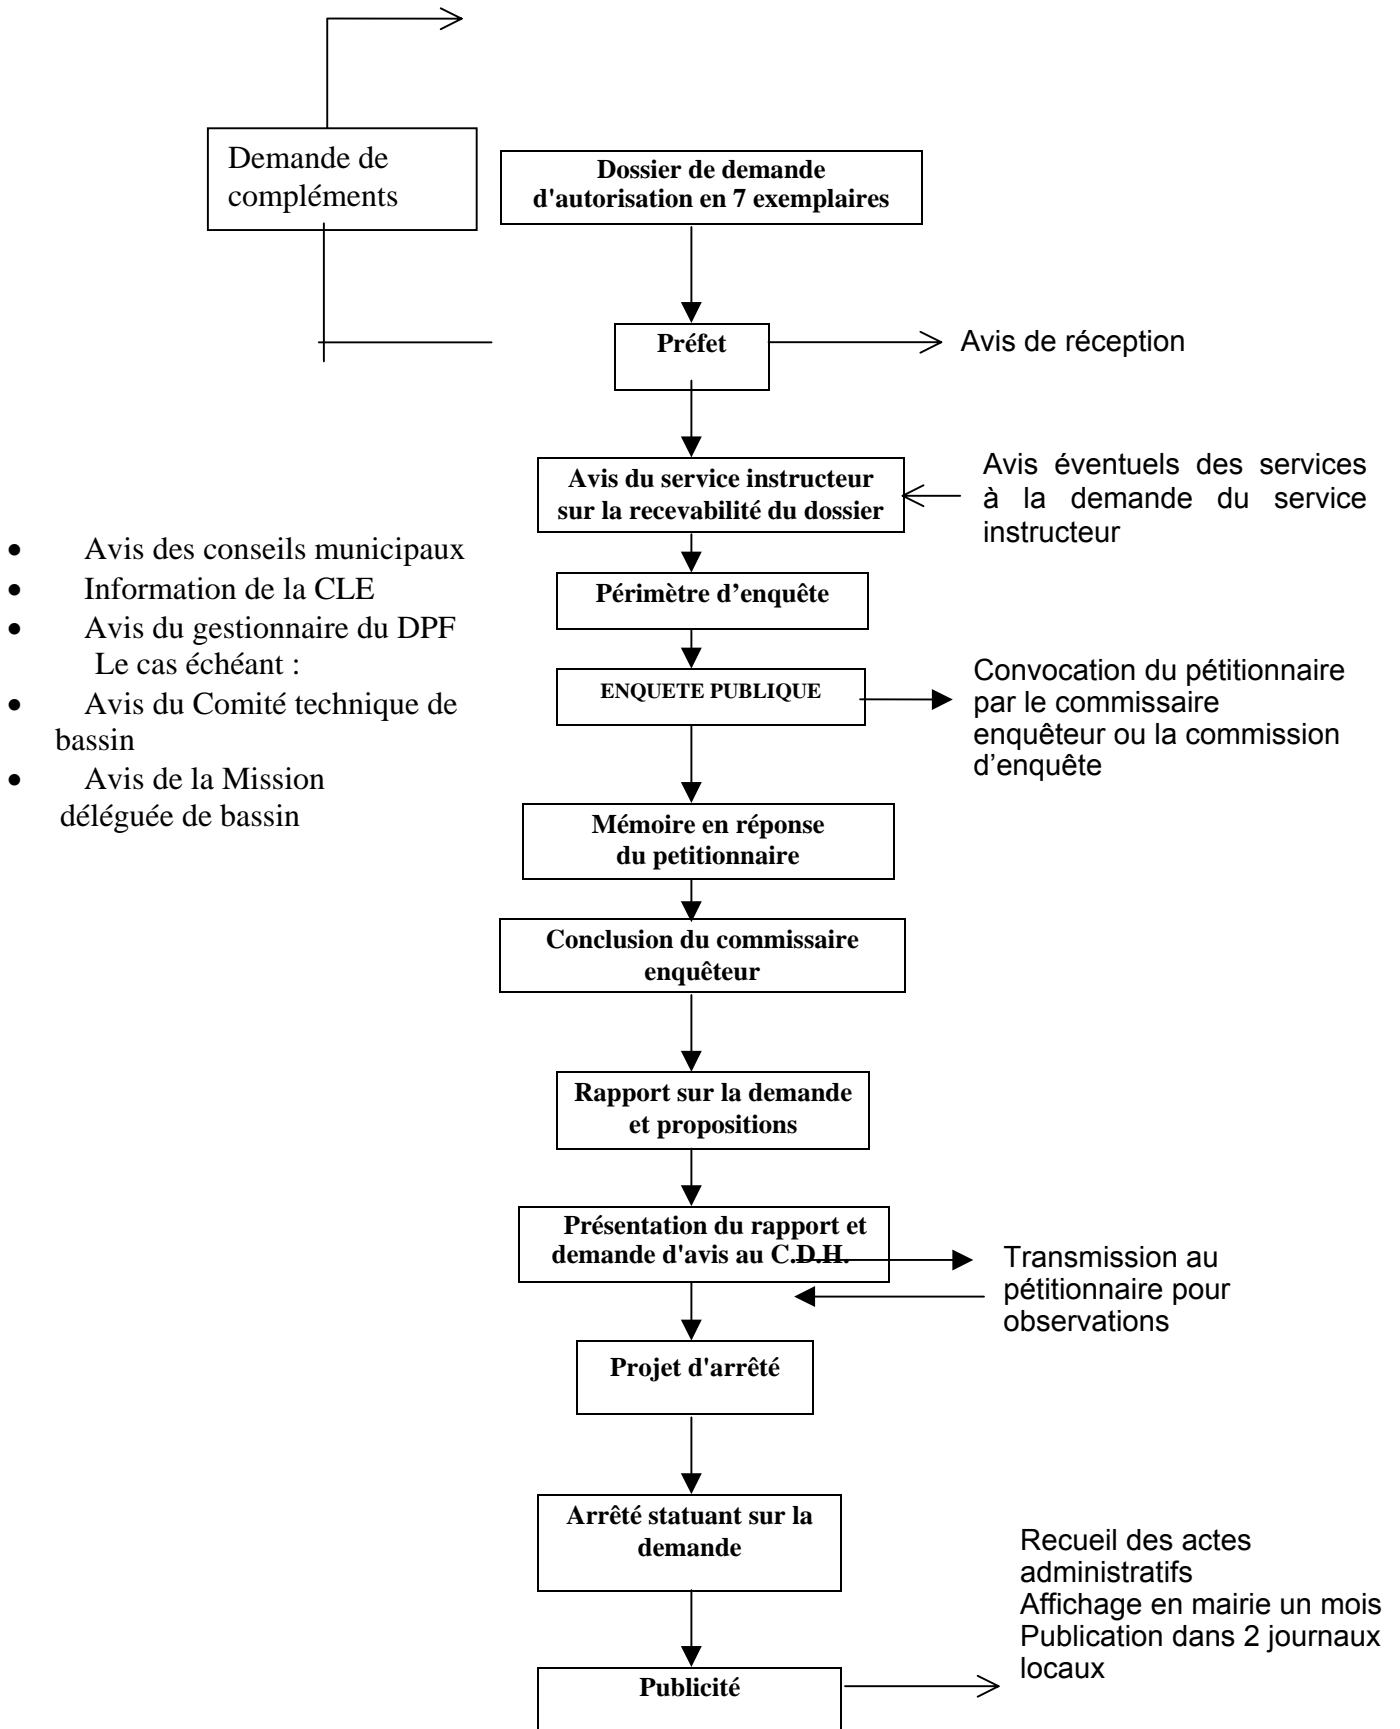 Demande de
compléments
Dossier de demande
d'autorisation en 7 exemplaires
Préfet
Avis de réception
Avis du service instructeur
sur la recevabilité du dossier
Avis éventuels des services
à la demande du service
instructeur
• Avis des conseils municipaux
• Information de la CLE
• Avis du gestionnaire du DPF
Le cas échéant :
• Avis du Comité technique de
bassin
• Avis de la Mission
déléguée de bassin
Périmètre d’enquête
ENQUETE PUBLIQUE
Convocation du pétitionnaire
par le commissaire
enquêteur ou la commission
d’enquête
Mémoire en réponse
du petitionnaire
Conclusion du commissaire
enquêteur
Rapport sur la demande
et propositions
Présentation du rapport et
demande d'avis au C.D.H.
Transmission au
pétitionnaire pour
observations
Projet d'arrêté
Arrêté statuant sur la
demande
Recueil des actes
administratifs
Affichage en mairie un mois
Publication dans 2 journaux
locaux
Publicité